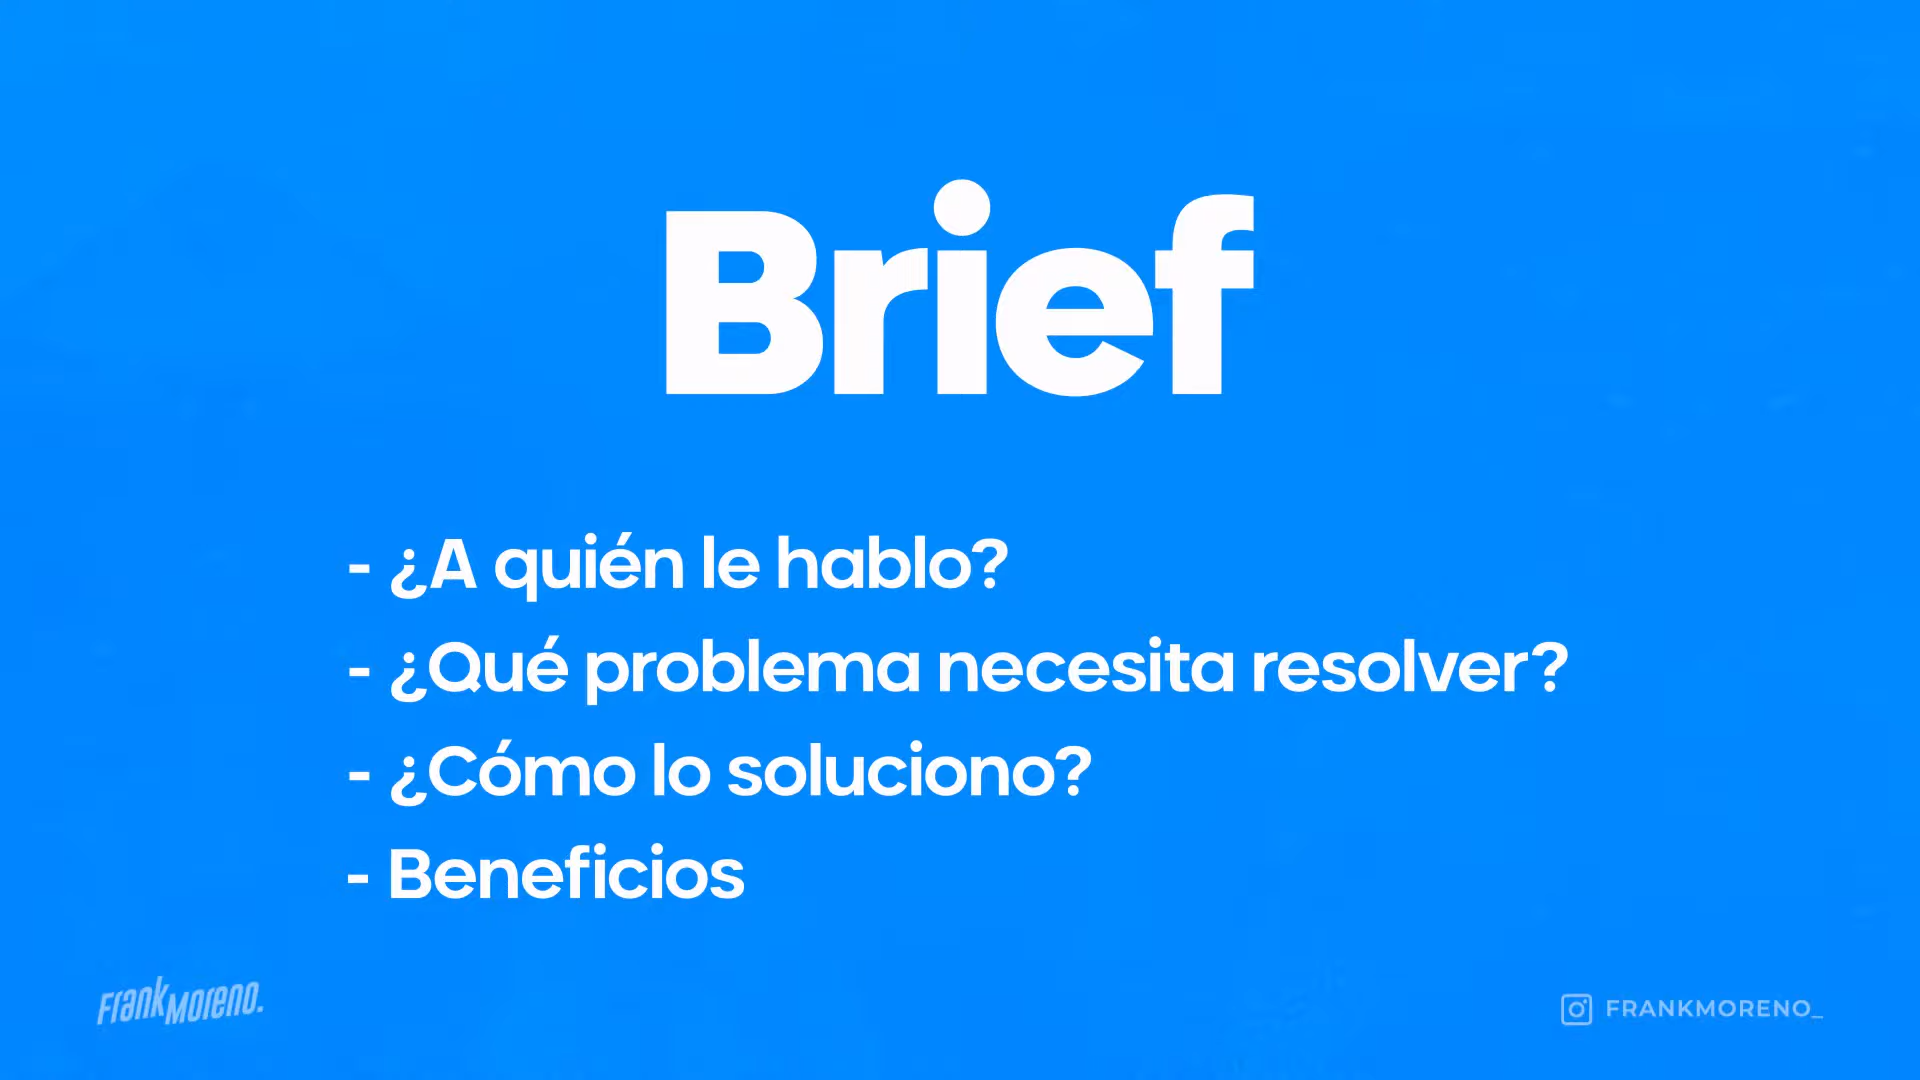 Brief
- ¿A quién le hablo?
- ¿Qué problema necesita resolver?
- ¿Cómo lo soluciono?
- Beneficios
FrankMoreno.
FRANKMORENO_